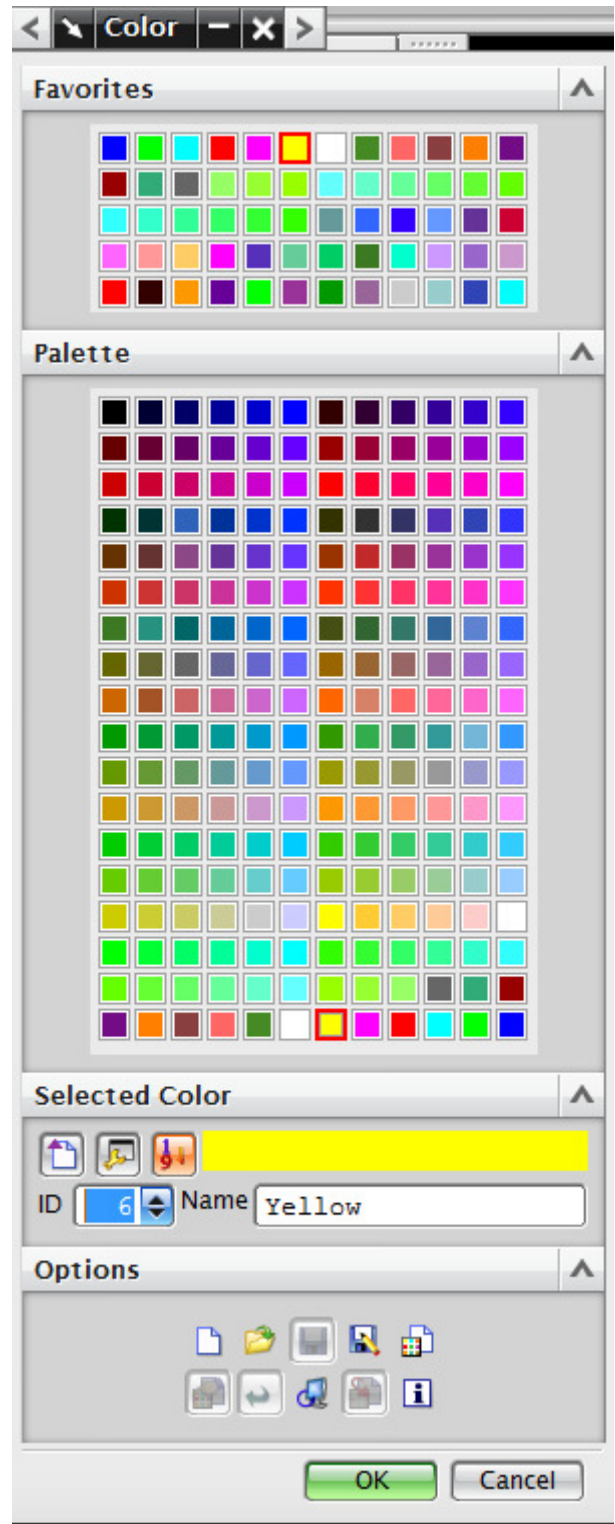 Color
Favorites
Palette
Selected Color
ID 6 Name Yellow
Options
OK Cancel